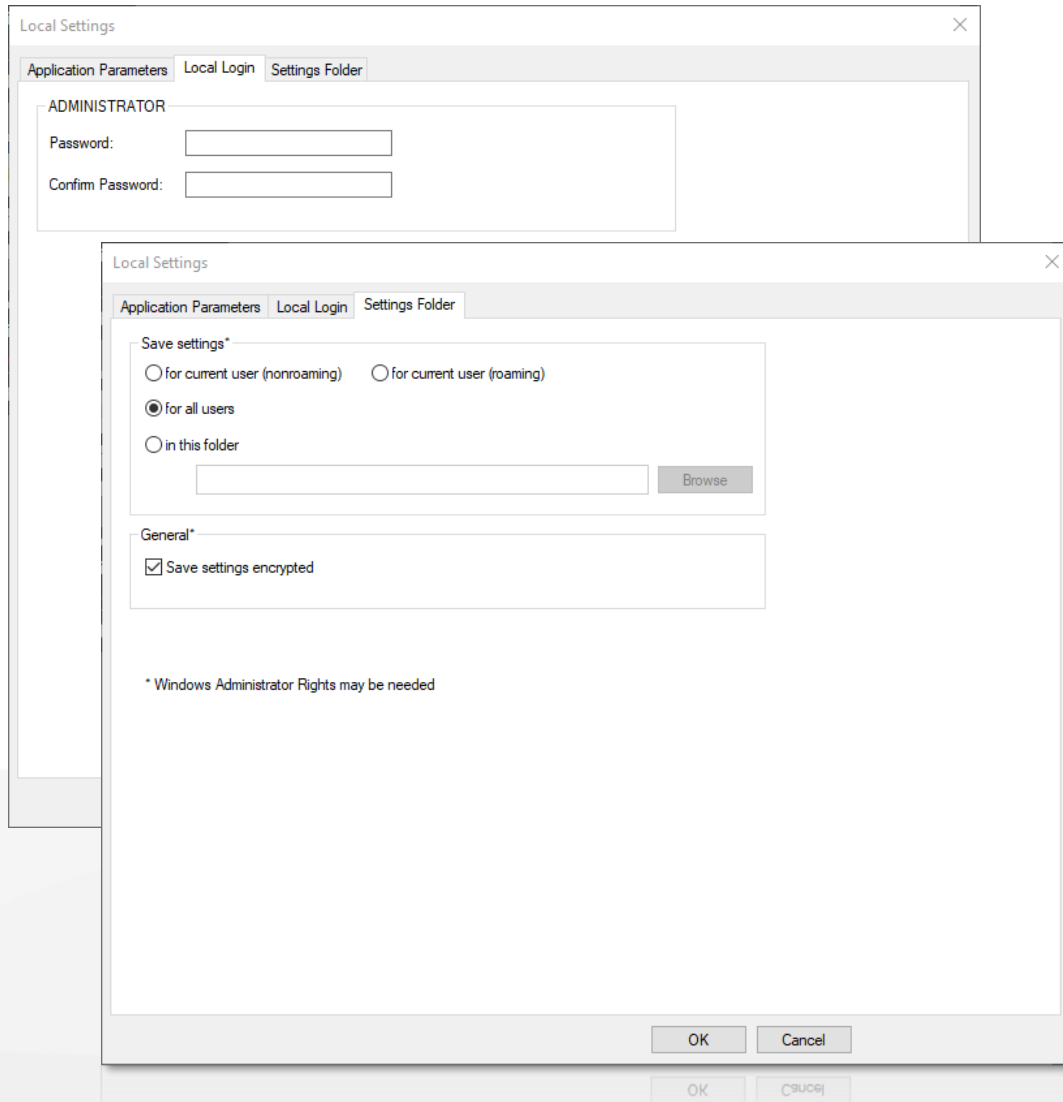 Local Settings
Application Parameters Local Login Settings Folder
ADMINISTRATOR
Password:
Confirm Password:
Local Settings
Application Parameters Local Login Settings Folder
Save settings*
for current user (nonroaming) for current user (roaming)
for all users
in this folder
Browse
General*
Save settings encrypted
* Windows Administrator Rights may be needed
OK Cancel
OK Cancel